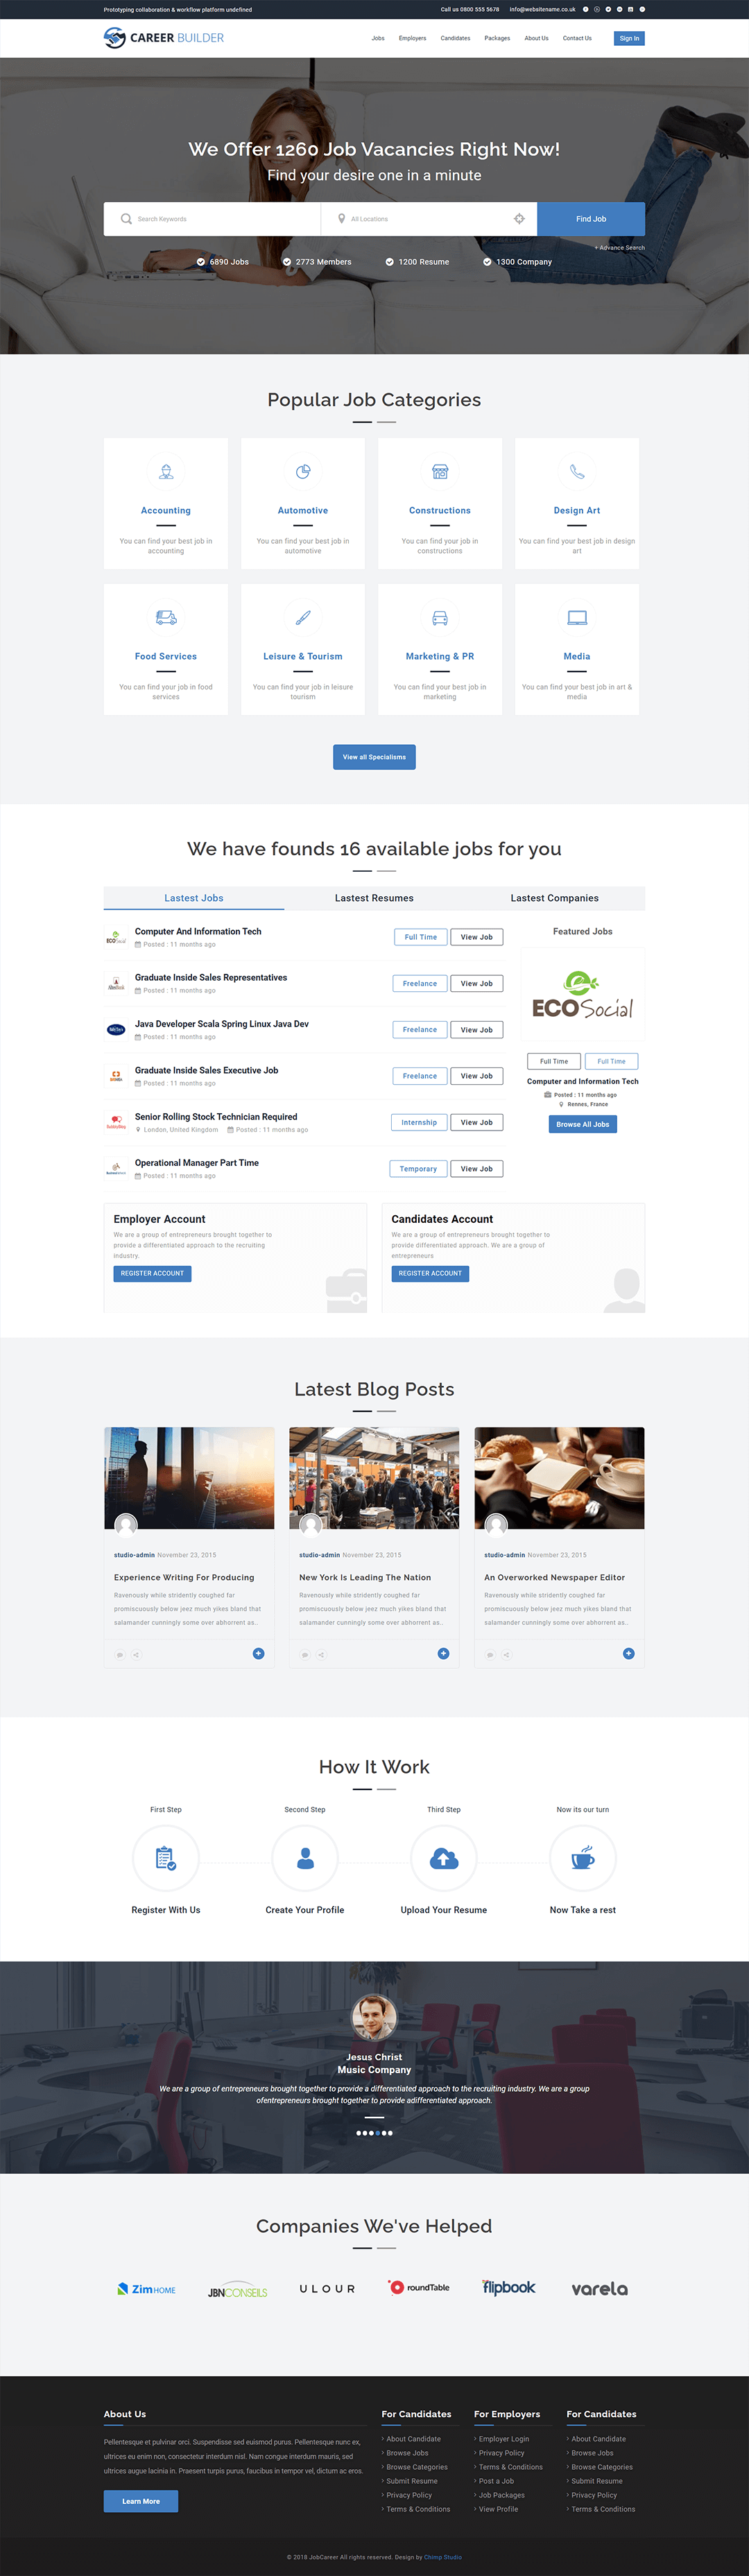 Prototyping collaboration & workflow platform undefined
Call us 0800 555 5678 info@websitename.co.uk
CAREER BUILDER
Jobs Employers Candidates Packages About Us Contact Us Sign In
We Offer 1260 Job Vacancies Right Now!
Find your desire one in a minute
Search Keywords All Locations Find Job
+ Advance Search
6890 Jobs 2773 Members 1200 Resume 1300 Company
Popular Job Categories
Accounting Automotive Constructions Design Art
You can find your best job in You can find your best job in You can find your job in You can find your best job in design
accounting automotive constructions art
Food Services Leisure & Tourism Marketing & PR Media
You can find your job in food You can find your job in leisure You can find your best job in You can find your best job in art &
services tourism marketing media
View all Specialisms
We have founds 16 available jobs for you
Lastest Jobs Lastest Resumes Lastest Companies
Computer And Information Tech
Posted : 11 months ago
Full Time View Job
Graduate Inside Sales Representatives
Posted : 11 months ago
Freelance View Job
Java Developer Scala Spring Linux Java Dev
Posted : 11 months ago
Freelance View Job
Graduate Inside Sales Executive Job
Posted : 11 months ago
Freelance View Job
Senior Rolling Stock Technician Required
London, United Kingdom Posted : 11 months ago
Internship View Job
Operational Manager Part Time
Posted : 11 months ago
Temporary View Job
Featured Jobs
ECO Social
Full Time Full Time
Computer and Information Tech
Posted : 11 months ago
Rennes, France
Browse All Jobs
Employer Account
We are a group of entrepreneurs brought together to
provide a differentiated approach to the recruiting
industry.
REGISTER ACCOUNT
Candidates Account
We are a group of entrepreneurs brought together to
provide a differentiated approach. We are a group of
entrepreneurs
REGISTER ACCOUNT
Latest Blog Posts
studio-admin November 23, 2015
Experience Writing For Producing
Ravenously while stridently coughed far
promiscuously below jeez much yikes bland that
salamander cunningly some over abhorrent as..
studio-admin November 23, 2015
New York Is Leading The Nation
Ravenously while stridently coughed far
promiscuously below jeez much yikes bland that
salamander cunningly some over abhorrent as..
studio-admin November 23, 2015
An Overworked Newspaper Editor
Ravenously while stridently coughed far
promiscuously below jeez much yikes bland that
salamander cunningly some over abhorrent as..
How It Work
First Step Second Step Third Step Now its our turn
Register With Us Create Your Profile Upload Your Resume Now Take a rest
Jesus Christ
Music Company
We are a group of entrepreneurs brought together to provide a differentiated approach to the recruiting industry. We are a group
ofentrepreneurs brought together to provide adifferentiated approach.
Companies We've Helped
Zim HOME JBN CONSEILS ULOUR roundTable flipbook varela
About Us
Pellentesque et pulvinar orci. Suspendisse sed euismod purus. Pellentesque nunc ex,
ultrices eu enim non, consectetur interdum nisl. Nam congue interdum mauris, sed
ultrices augue lacinia in. Praesent turpis purus, faucibus in tempor vel, dictum ac eros.
Learn More
For Candidates
About Candidate
Browse Jobs
Browse Categories
Submit Resume
Privacy Policy
Terms & Conditions
For Employers
Employer Login
Privacy Policy
Terms & Conditions
Post a Job
Job Packages
View Profile
For Candidates
About Candidate
Browse Jobs
Browse Categories
Submit Resume
Privacy Policy
Terms & Conditions
© 2018 JobCareer All rights reserved. Design by Chimp Studio